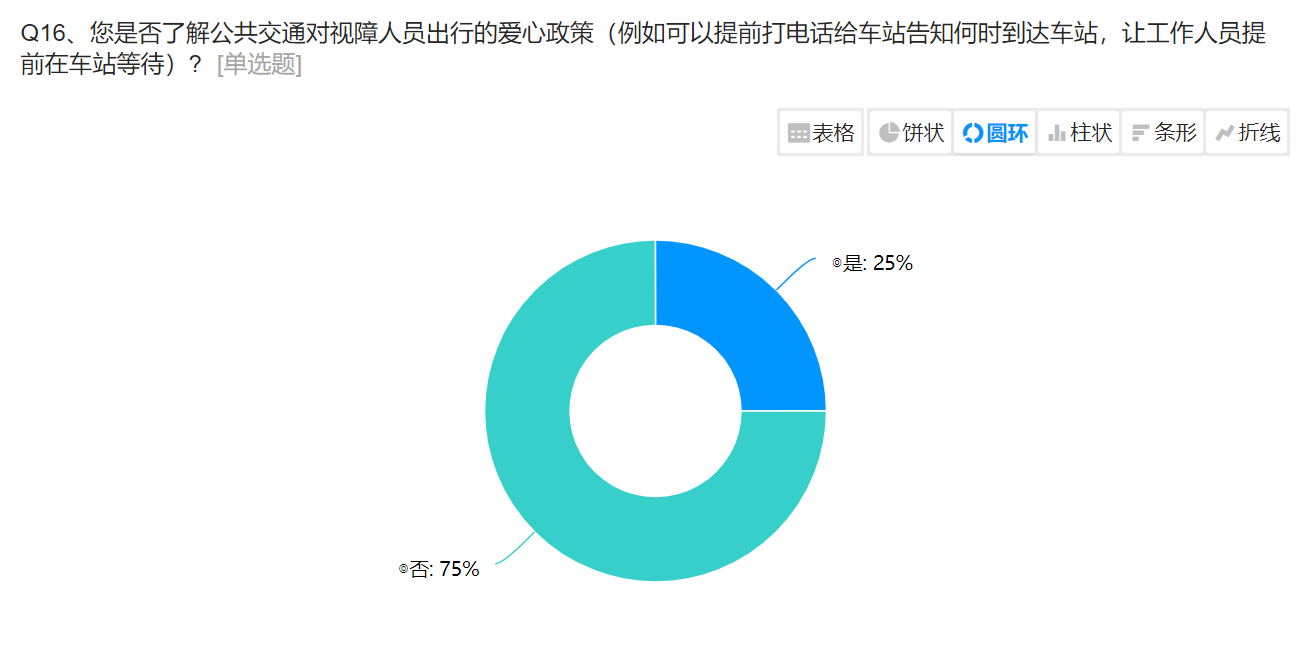 Q16、您是否了解公共交通对视障人员出行的爱心政策（例如可以提前打电话给车站告知何时到达车站，让工作人员提
前在车站等待）？ [单选题]
表格 饼状 圆环 柱状 条形 折线
是: 25%
否: 75%